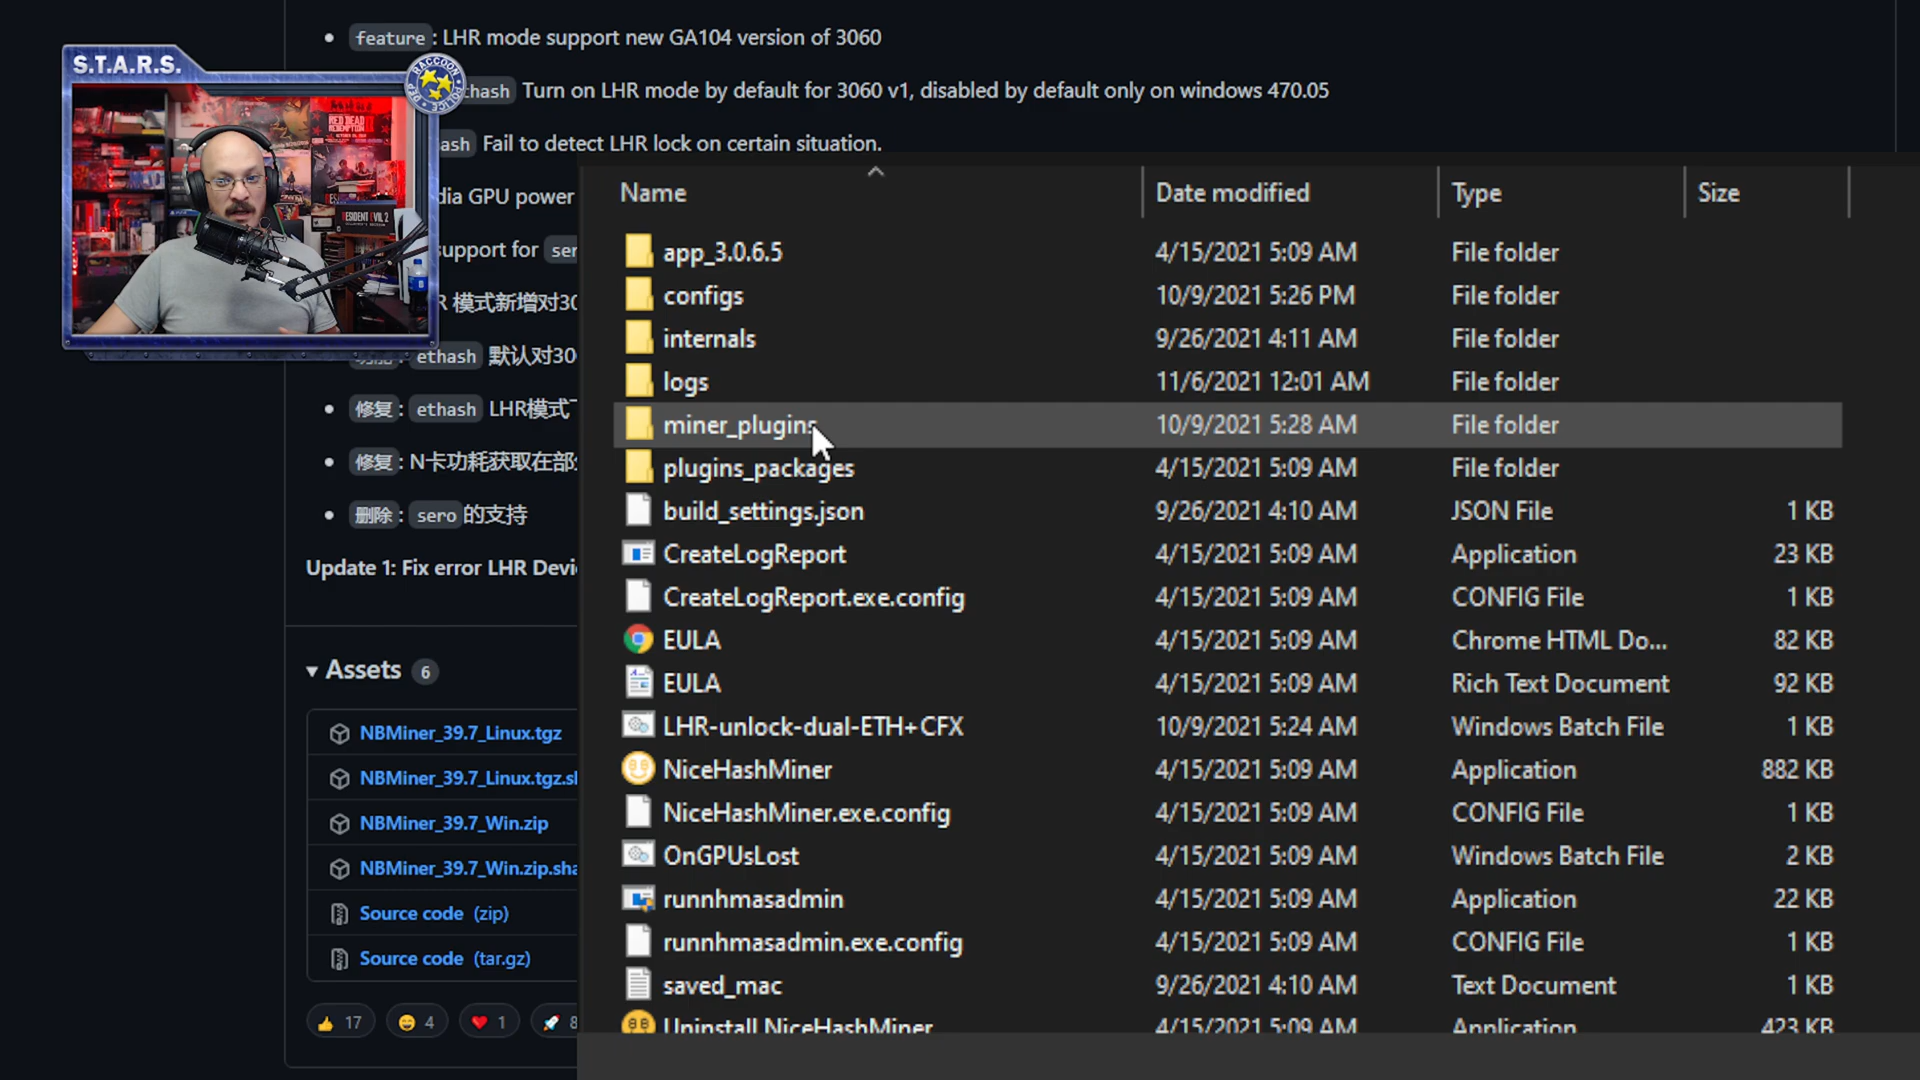 feature : LHR mode support new GA104 version of 3060
hash Turn on LHR mode by default for 3060 v1, disabled by default only on windows 470.05
ash Fail to detect LHR lock on certain situation.
dia GPU power
support for ser
R 模式新增对30
ethash 默认对30
修复 : ethash LHR模式
修复 : N卡功耗获取在部
删除 : sero 的支持
Update 1: Fix error LHR Devi
Assets 6
NBMiner_39.7_Linux.tgz
NBMiner_39.7_Linux.tgz.s
NBMiner_39.7_Win.zip
NBMiner_39.7_Win.zip.sha
Source code (zip)
Source code (tar.gz)
17 4 1 8
S.T.A.R.S.
RACCOON
POLICE
DEP
RED DEAD
REDEMPTION II
RESIDENT EVIL 2
Name Date modified Type Size
app_3.0.6.5 4/15/2021 5:09 AM File folder
configs 10/9/2021 5:26 PM File folder
internals 9/26/2021 4:11 AM File folder
logs 11/6/2021 12:01 AM File folder
miner_plugins 10/9/2021 5:28 AM File folder
plugins_packages 4/15/2021 5:09 AM File folder
build_settings.json 9/26/2021 4:10 AM JSON File 1 KB
CreateLogReport 4/15/2021 5:09 AM Application 23 KB
CreateLogReport.exe.config 4/15/2021 5:09 AM CONFIG File 1 KB
EULA 4/15/2021 5:09 AM Chrome HTML Do... 82 KB
EULA 4/15/2021 5:09 AM Rich Text Document 92 KB
LHR-unlock-dual-ETH+CFX 10/9/2021 5:24 AM Windows Batch File 1 KB
NiceHashMiner 4/15/2021 5:09 AM Application 882 KB
NiceHashMiner.exe.config 4/15/2021 5:09 AM CONFIG File 1 KB
OnGPUsLost 4/15/2021 5:09 AM Windows Batch File 2 KB
runnhmasadmin 4/15/2021 5:09 AM Application 22 KB
runnhmasadmin.exe.config 4/15/2021 5:09 AM CONFIG File 1 KB
saved_mac 9/26/2021 4:10 AM Text Document 1 KB
Uninstall NiceHashMiner 4/15/2021 5:09 AM Application 423 KB